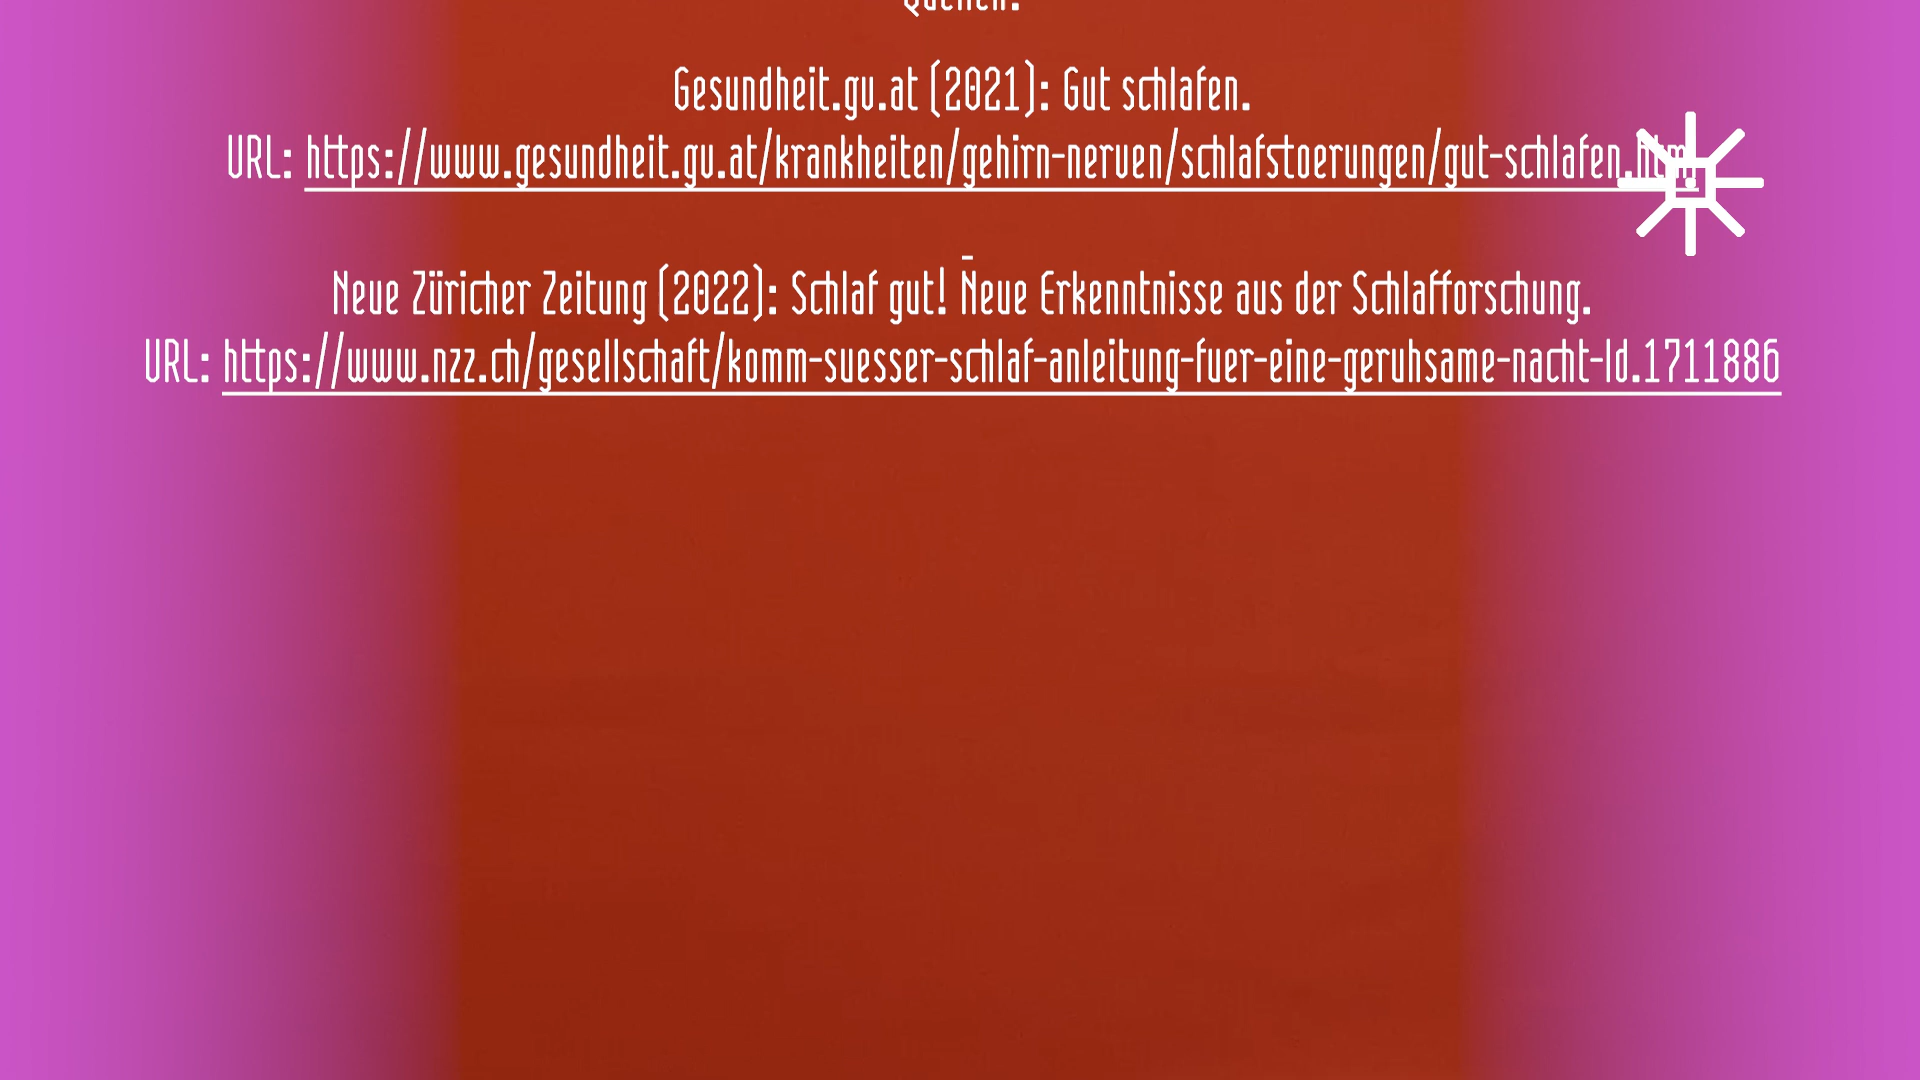 Quellen:
Gesundheit.gv.at (2021): Gut schlafen.
URL: https://www.gesundheit.gv.at/krankheiten/gehirn-nerven/schlafstoerungen/gut-schlafen.html
Neue Züricher Zeitung (2022): Schlaf gut! Neue Erkenntnisse aus der Schlafforschung.
URL: https://www.nzz.ch/gesellschaft/komm-suesser-schlaf-anleitung-fuer-eine-geruhsame-nacht-ld.1711886